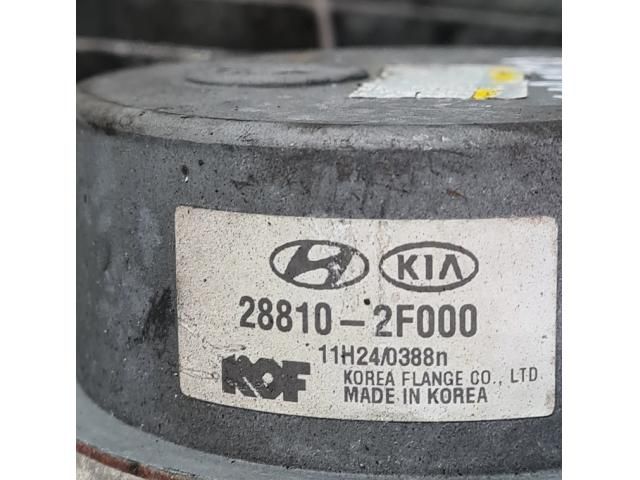 KIA
28810-2F000
11H24/0388n
KOF KOREA FLANGE CO., LTD
MADE IN KOREA